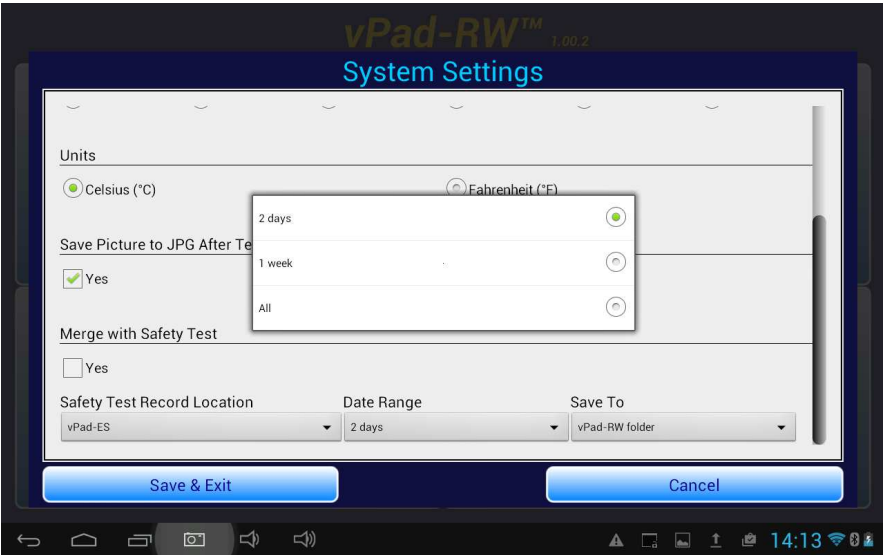 vPad-RW™ 1.00.2
System Settings
Units
Celsius (°C) Fahrenheit (°F)
2 days
Save Picture to JPG After Te
1 week
Yes
All
Merge with Safety Test
Yes
Safety Test Record Location Date Range Save To
vPad-ES 2 days vPad-RW folder
Save & Exit Cancel
14:13